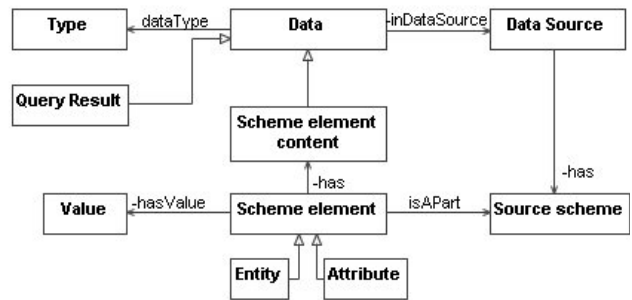 Type
dataType
Data
-inDataSource
Data Source
Query Result
Scheme element
content
-has
-has
Value
-hasValue
Scheme element
isAPart
Source scheme
Entity
Attribute